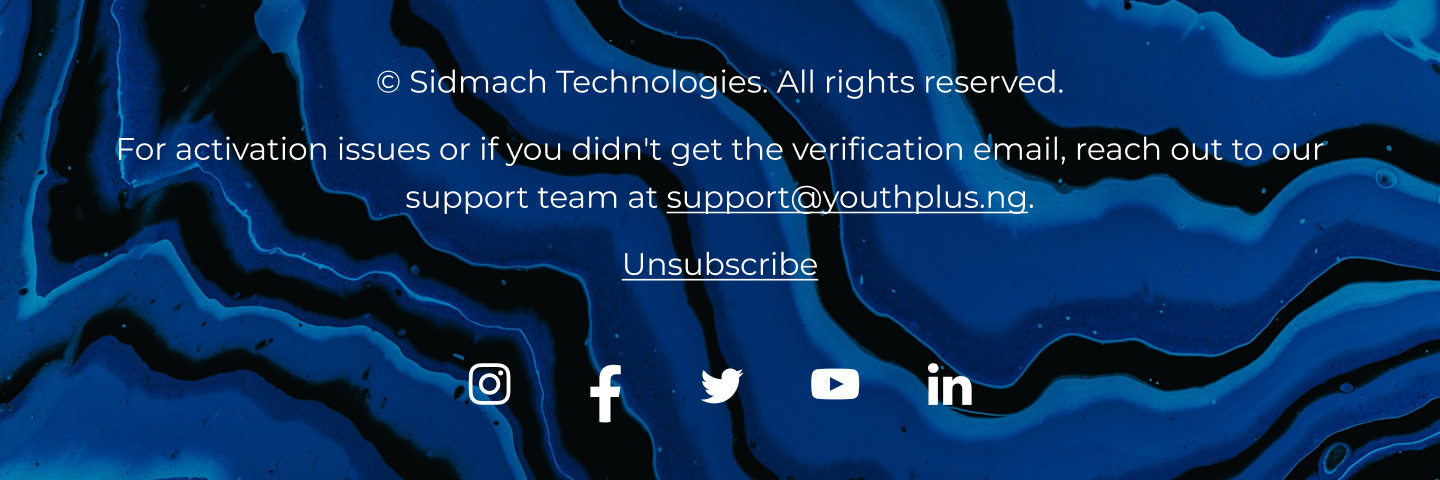 © Sidmach Technologies. All rights reserved.
For activation issues or if you didn't get the verification email, reach out to our
support team at support@youthplus.ng.
Unsubscribe